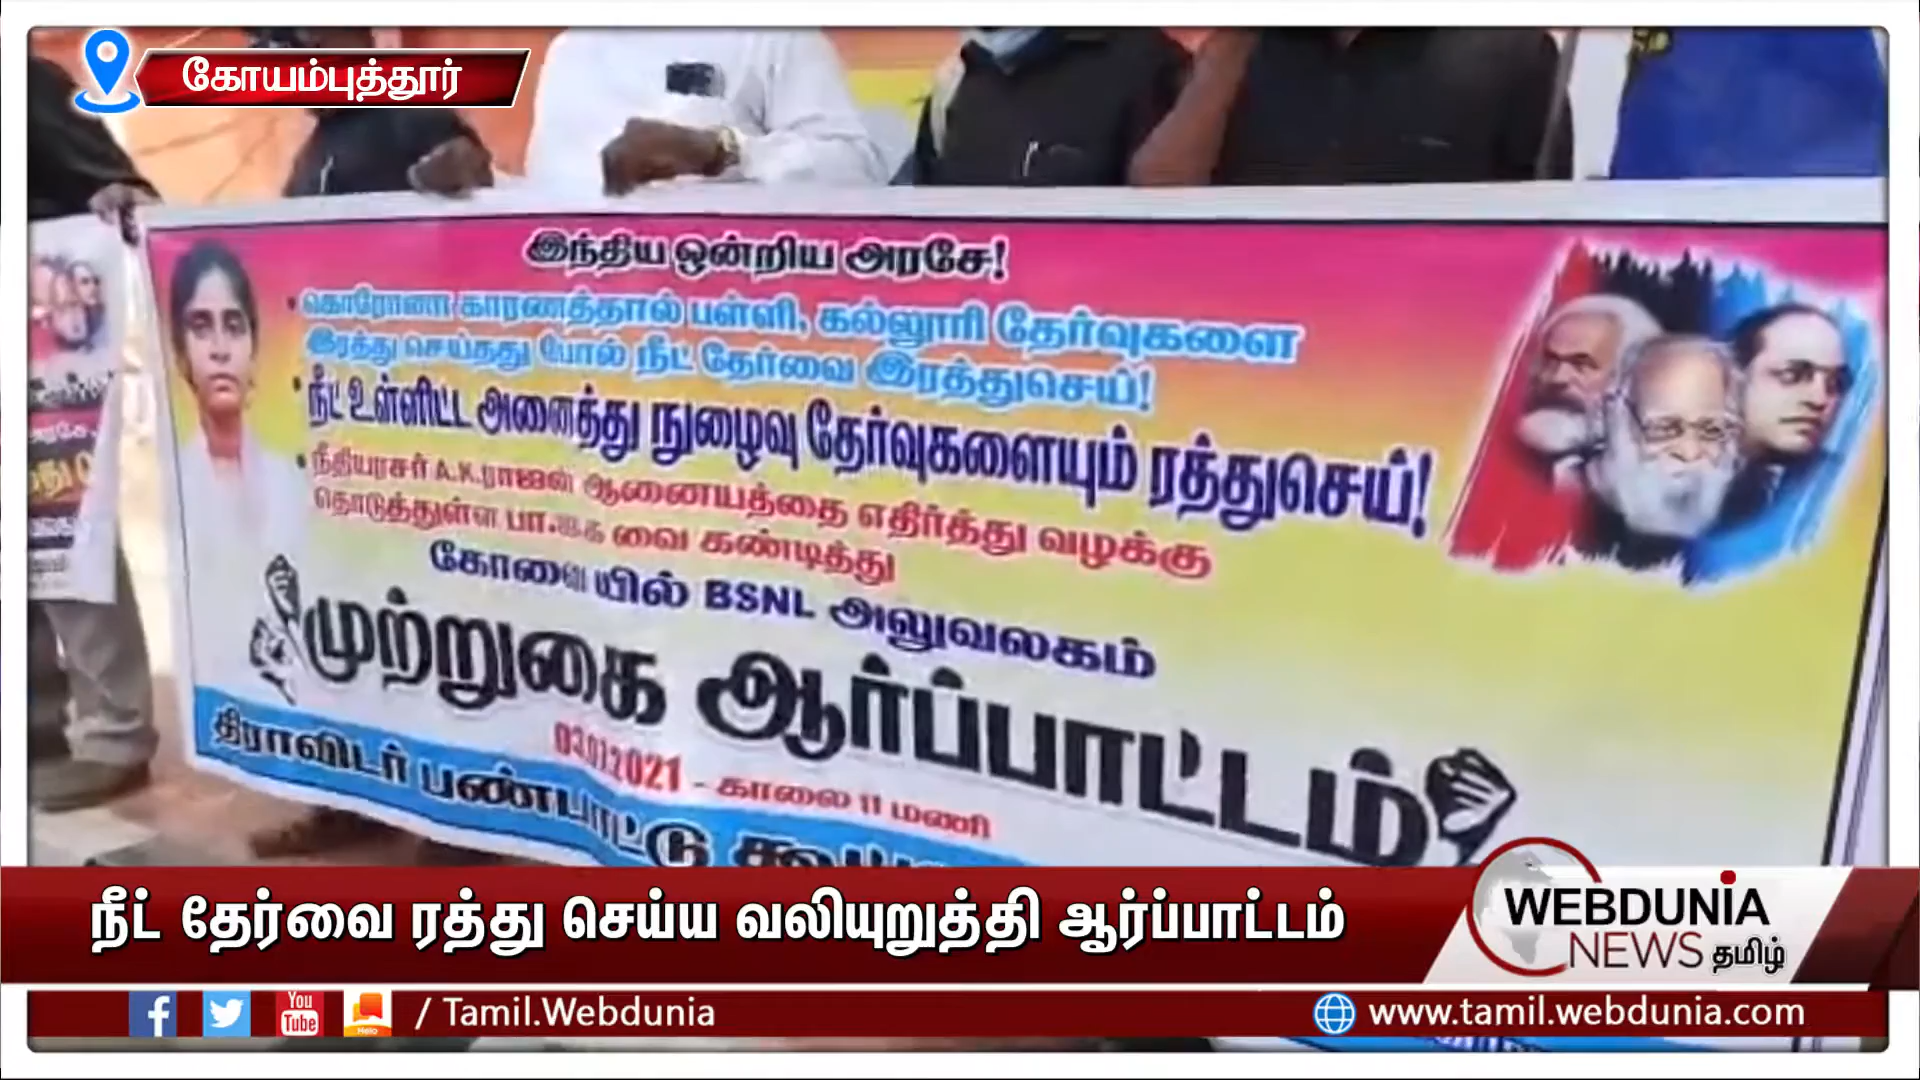 கோயம்புத்தூர்
இந்திய ஒன்றிய அரசே!
கொரோனா காரணத்தால் பள்ளி, கல்லூரி தேர்வுகளை
இரத்து செய்தது போல் நீட் தேர்வை இரத்துசெய்!
நீட் உள்ளிட்ட அனைத்து நுழைவு தேர்வுகளையும் ரத்துசெய்!
நீதியரசர் A.K.ராஜன் ஆணையத்தை எதிர்த்து வழக்கு
தொடுத்துள்ள பா.ஜக வை கண்டித்து
கோவை யில் BSNL அலுவலகம்
முற்றுகை ஆர்ப்பாட்டம்
2021 - காலை 11 மணி
திராவிடர் பண்பாட்டு
நீட் தேர்வை ரத்து செய்ய வலியுறுத்தி ஆர்ப்பாட்டம்
WEBDUNIA
NEWS தமிழ்
You Tube Helo / Tamil.Webdunia www.tamil.webdunia.com